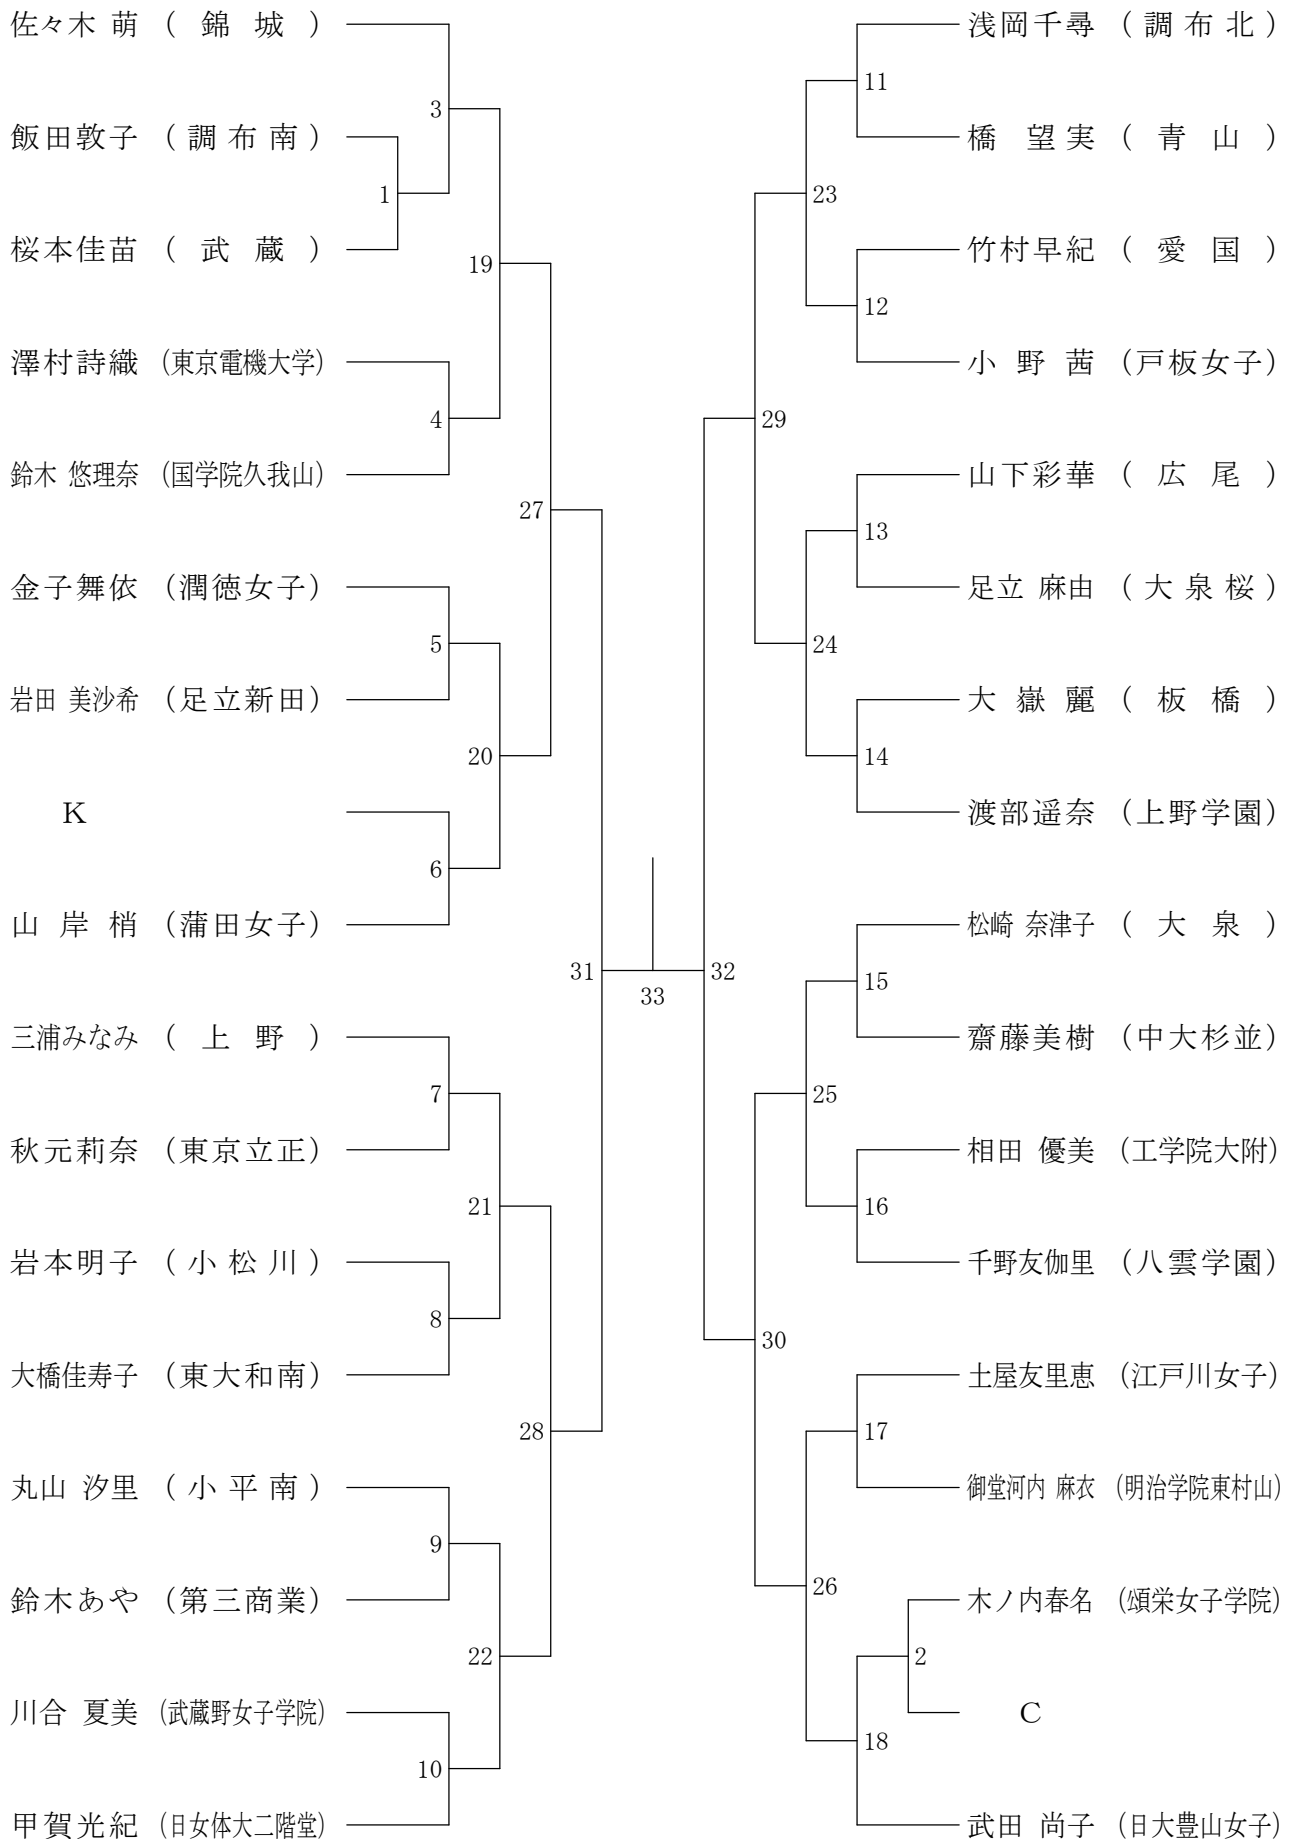 佐々木 萌 （ 錦 城 ）
3
飯田敦子 （ 調 布 南 ）
1
桜本佳苗 （ 武 蔵 ）
19
澤村詩織 （東京電機大学）
4
鈴木 悠理奈 （国学院久我山）
27
金子舞依 （潤徳女子）
5
岩田 美沙希 （足立新田）
20
K
6
山 岸 梢 （蒲田女子）
31
三浦みなみ （ 上 野 ）
7
秋元莉奈 （東京立正）
21
岩本明子 （ 小 松 川 ）
8
大橋佳寿子 （東大和南）
28
丸山 汐里 （ 小 平 南 ）
9
鈴木あや （第三商業）
22
川合 夏美 （武蔵野女子学院）
10
甲賀光紀 （日女体大二階堂）
33
浅岡千尋 （ 調 布 北 ）
11
橋 望実 （ 青 山 ）
23
竹村早紀 （ 愛 国 ）
12
小 野 茜 （戸板女子）
29
山下彩華 （ 広 尾 ）
13
足立 麻由 （ 大 泉 桜 ）
24
大 嶽 麗 （ 板 橋 ）
14
渡部遥奈 （上野学園）
松崎 奈津子 （ 大 泉 ）
32
15
齋藤美樹 （中大杉並）
25
相田 優美 （工学院大附）
16
千野友伽里 （八雲学園）
30
土屋友里恵 （江戸川女子）
17
御堂河内 麻衣 （明治学院東村山）
26
木ノ内春名 （頌栄女子学院）
2
C
18
武田 尚子 （日大豊山女子）